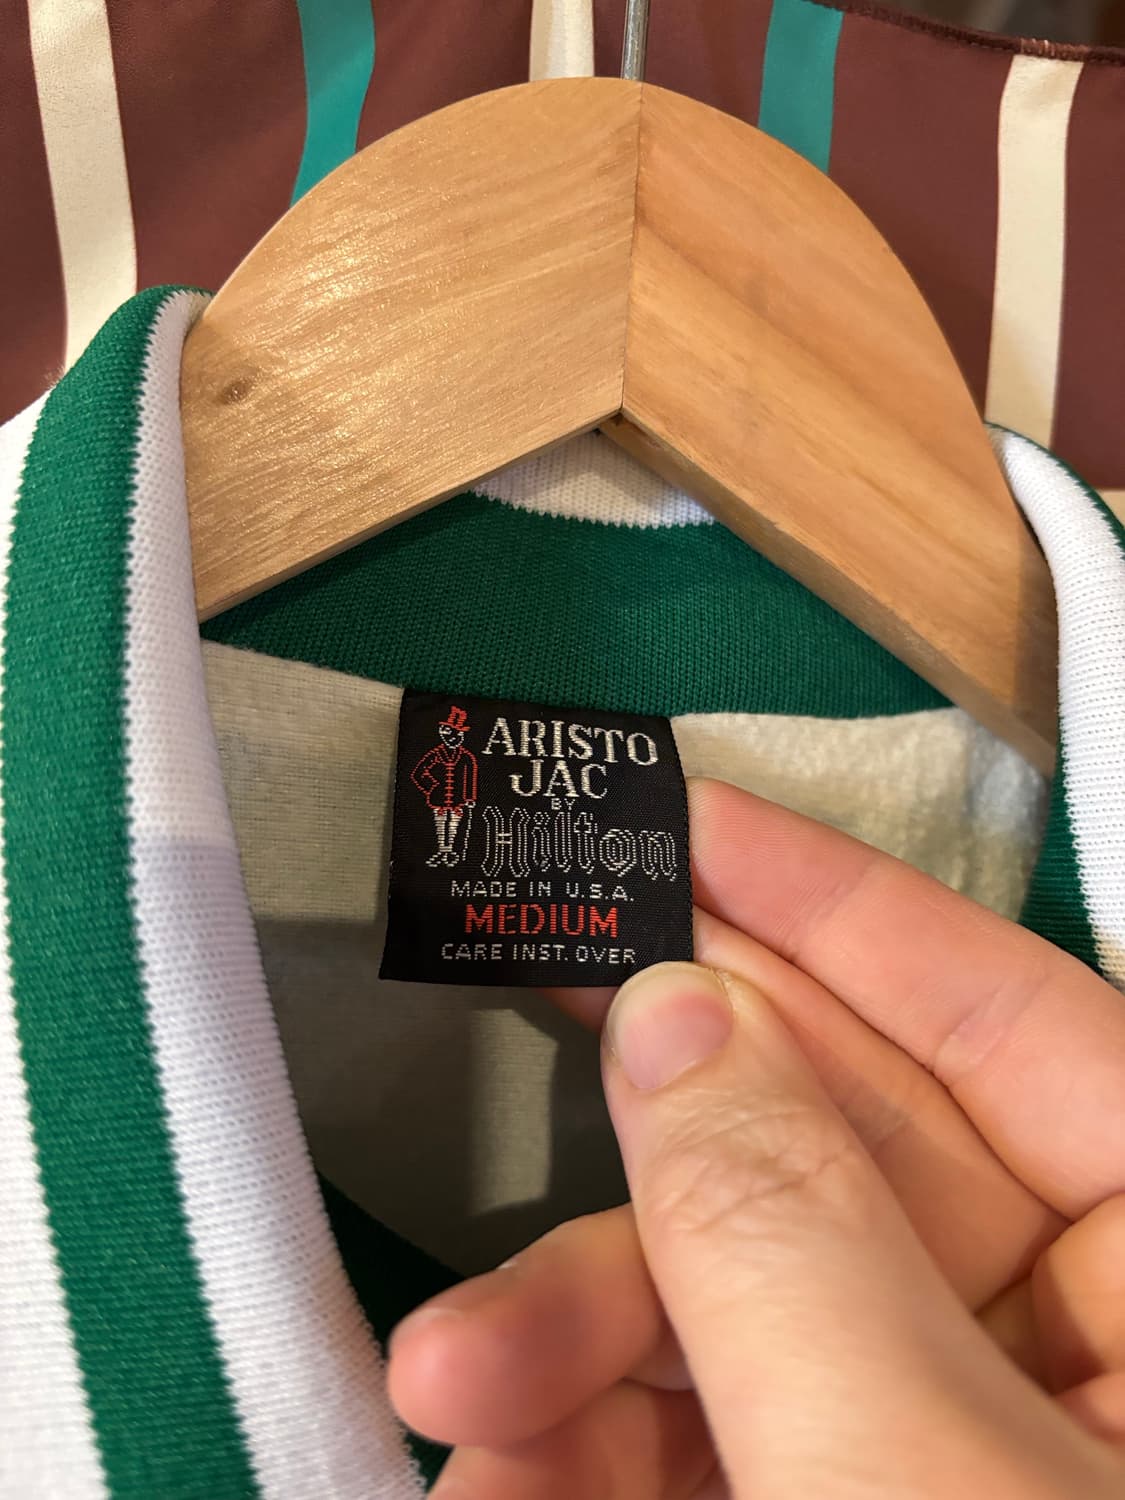 ARISTO
JAC
BY
Hilton
MADE IN U.S.A.
MEDIUM
CARE INST. OVER